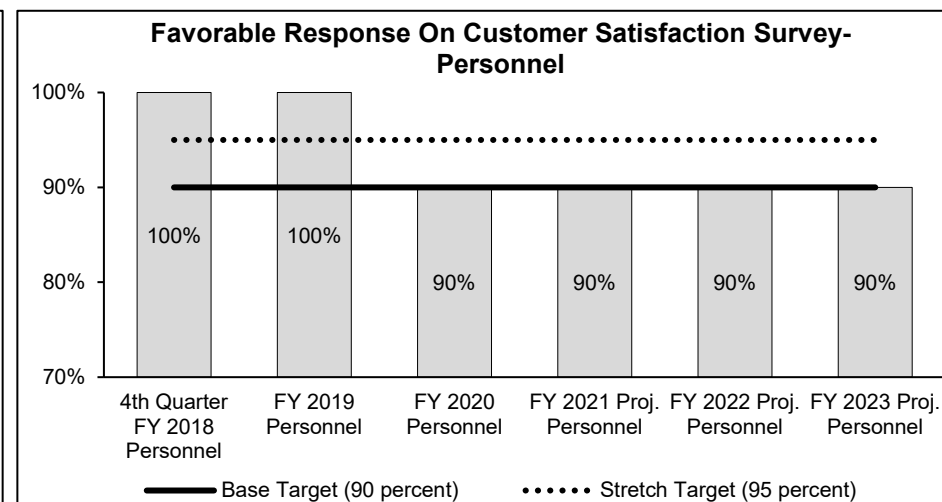 Favorable Response On Customer Satisfaction Survey-
Personnel
100%
90%
80%
70%
100%
100%
90%
90%
90%
90%
4th Quarter
FY 2018
Personnel
FY 2019
Personnel
FY 2020
Personnel
FY 2021 Proj.
Personnel
FY 2022 Proj.
Personnel
FY 2023 Proj.
Personnel
Base Target (90 percent)
Stretch Target (95 percent)